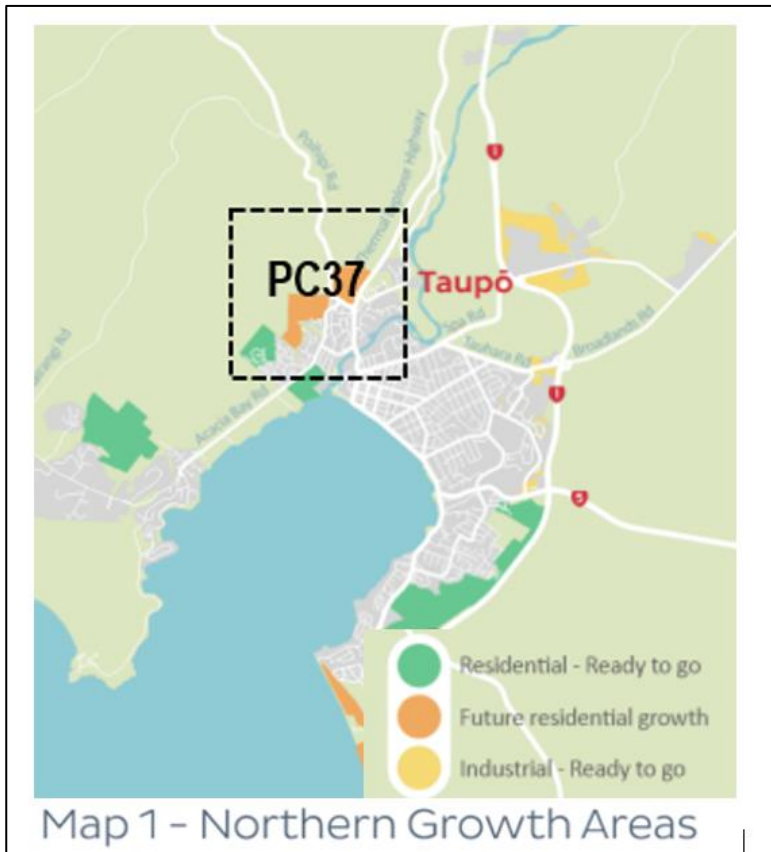 Poihipi Rd
Thermal Explorer Highway
1
PC37
Taupō
Spa Rd
Tauhara Rd
Broadlands Rd
Rd
1
Acacia Bay Rd
5
Residential - Ready to go
Future residential growth
Industrial - Ready to go
Map 1 – Northern Growth Areas